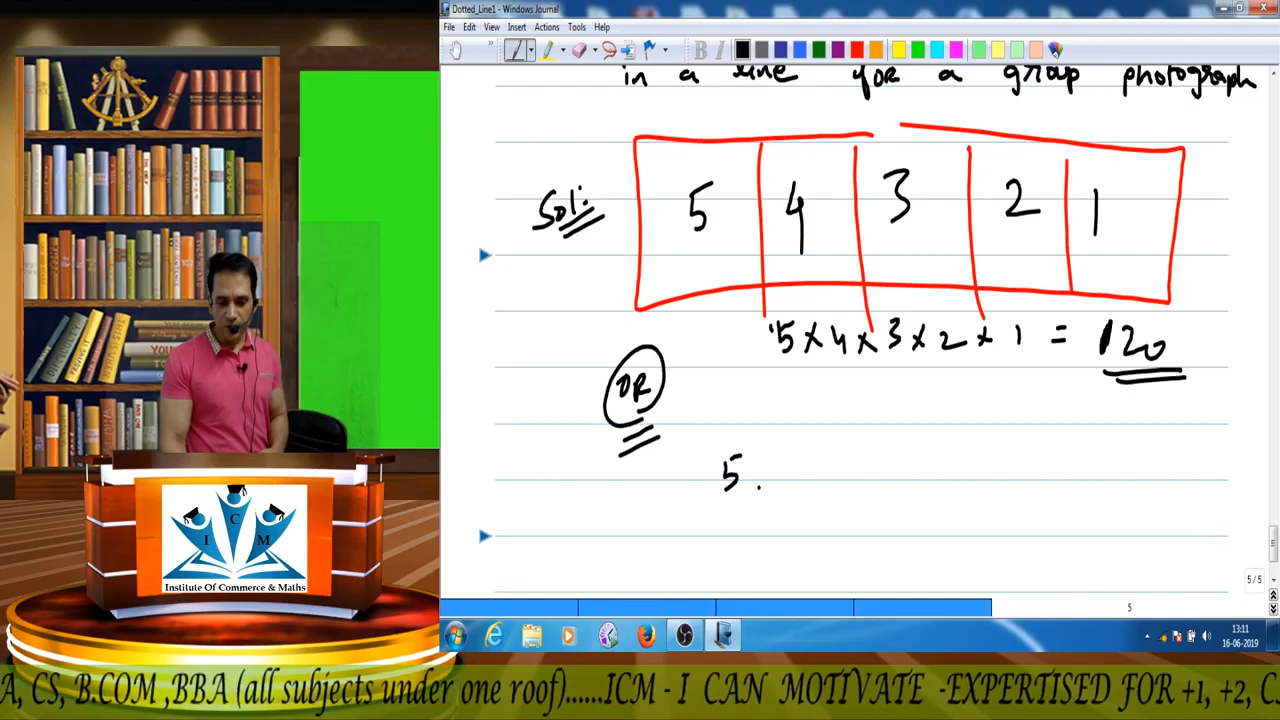 Dotted_Line1 - Windows Journal
File Edit View Insert Actions Tools Help
in a line for a group photograph
Sol:
5 4 3 2 1
5 x 4 x 3 x 2 x 1 = 120
OR
5.
5/5
5
I C M
Institute Of Commerce & Maths
13:11
16-06-2019
A, CS, B.COM ,BBA (all subjects under one roof)......ICM - I CAN MOTIVATE -EXPERTISED FOR +1, +2, C